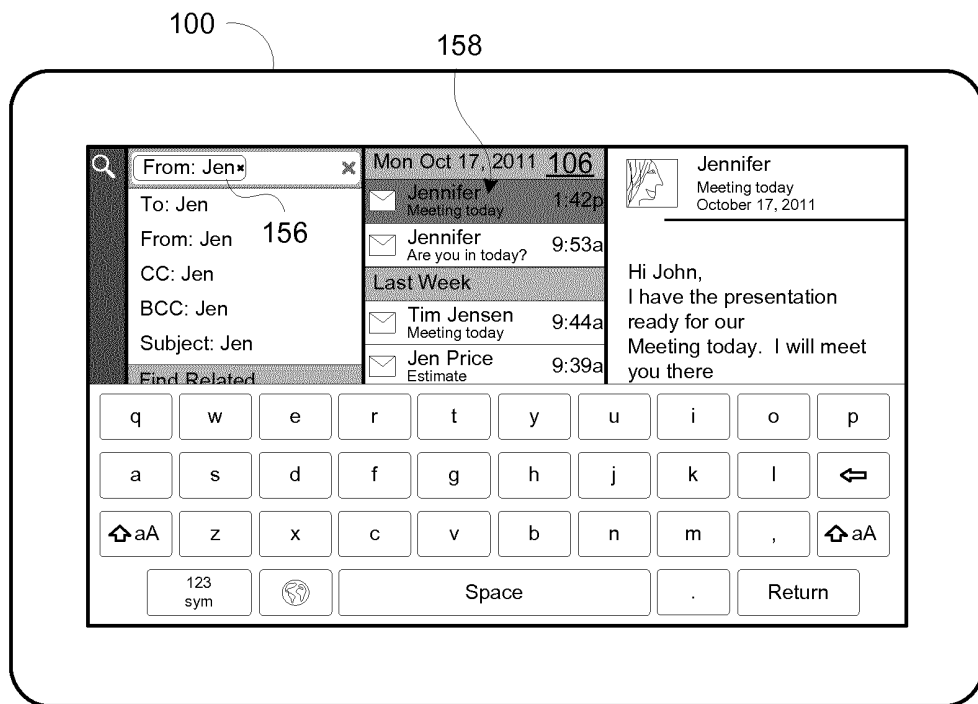 100
158
From: Jen
To: Jen
From: Jen
156
CC: Jen
BCC: Jen
Subject: Jen
Find Related
Mon Oct 17, 2011 106
Jennifer 1:42p
Meeting today
Jennifer 9:53a
Are you in today?
Last Week
Tim Jensen 9:44a
Meeting today
Jen Price 9:39a
Estimate
Jennifer
Meeting today
October 17, 2011
Hi John,
I have the presentation
ready for our
Meeting today. I will meet
you there
q w e r t y u i o p
a s d f g h j k l
aA z x c v b n m , aA
123
sym
Space . Return